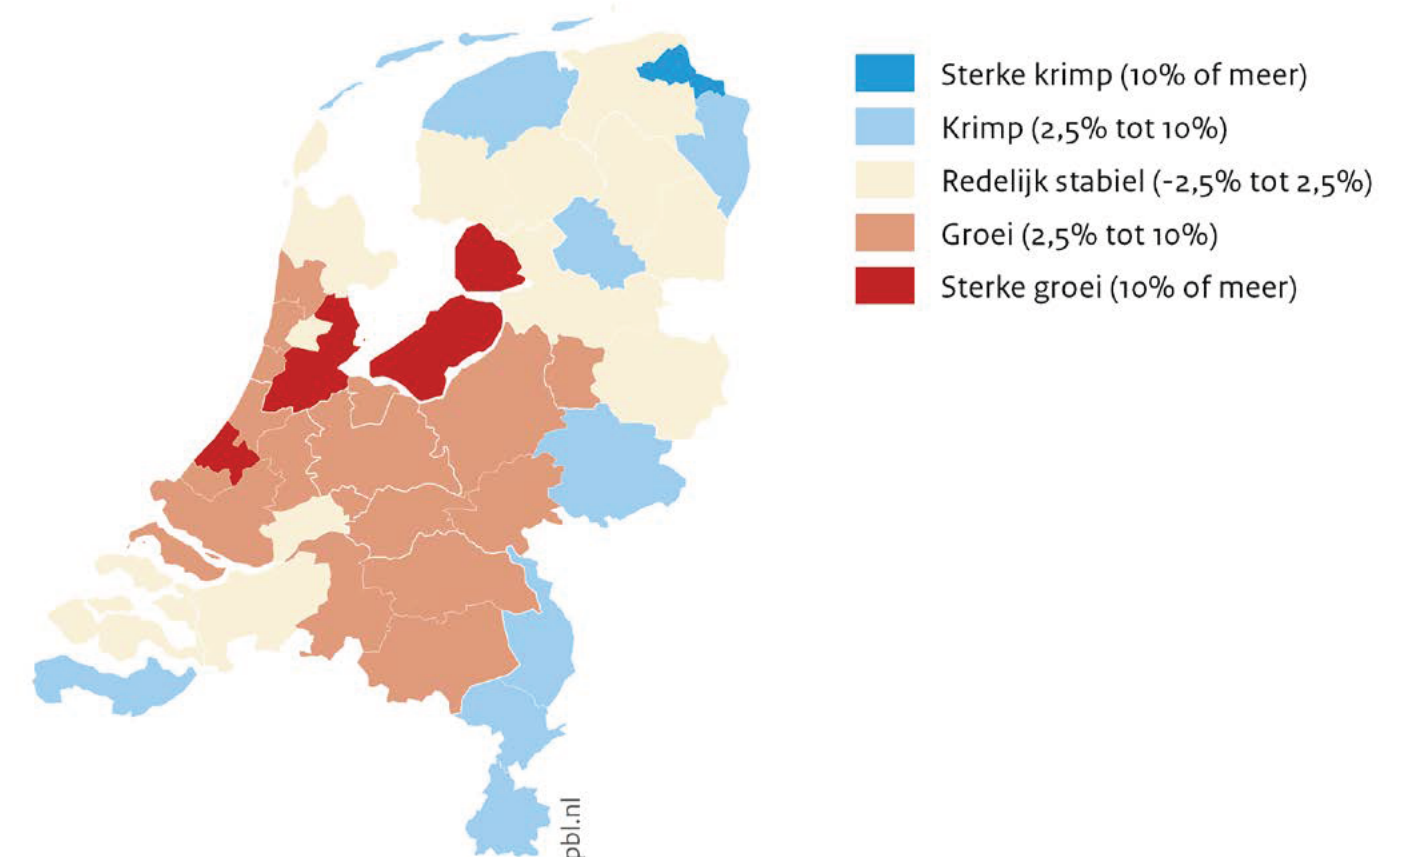 Sterke krimp (10% of meer)
Krimp (2,5% tot 10%)
Redelijk stabiel (-2,5% tot 2,5%)
Groei (2,5% tot 10%)
Sterke groei (10% of meer)
pbl.nl